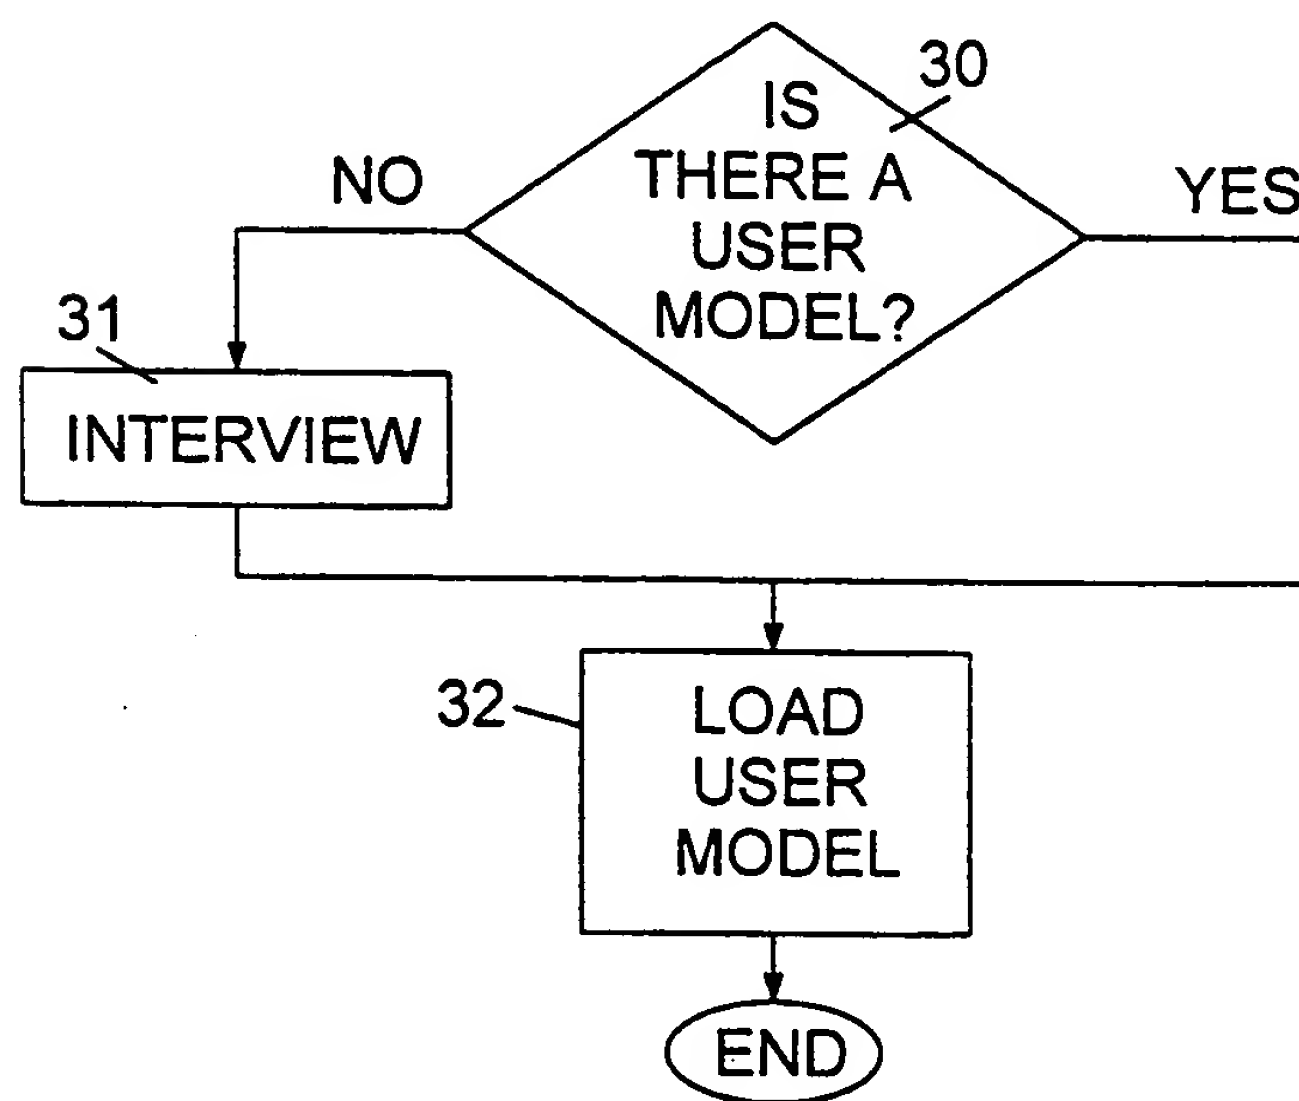 30
IS
THERE A
USER
MODEL?
NO
YES
31
INTERVIEW
32
LOAD
USER
MODEL
END